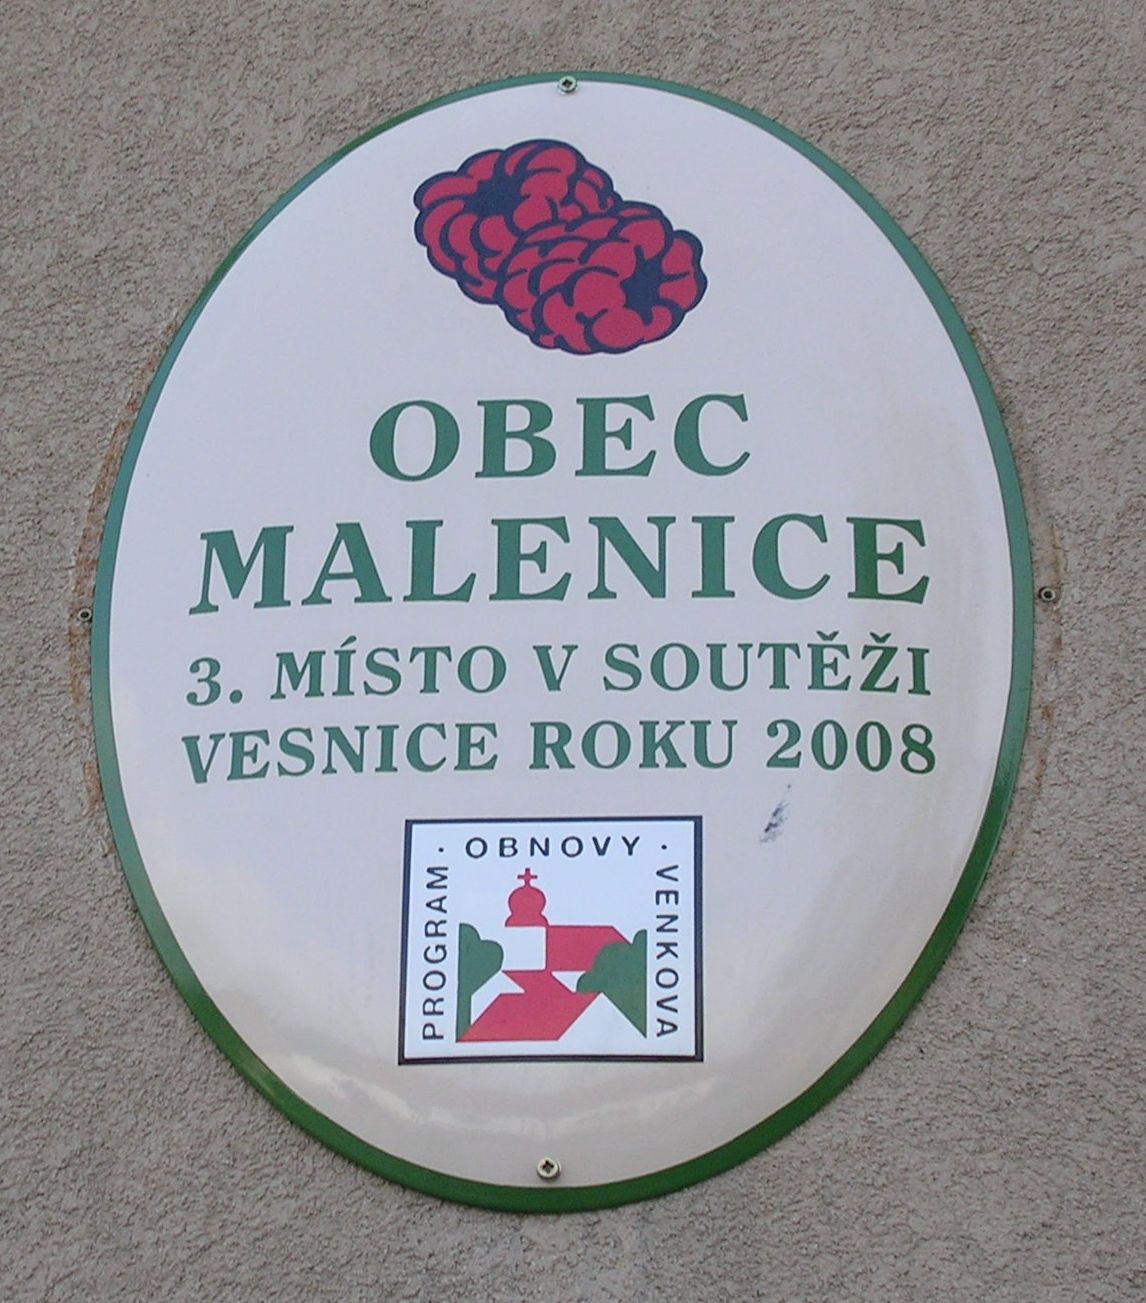 OBEC
MALENICE
3. MÍSTO V SOUTĚŽI
VESNICE ROKU 2008
PROGRAM
· OBNOVY ·
VENKOVA